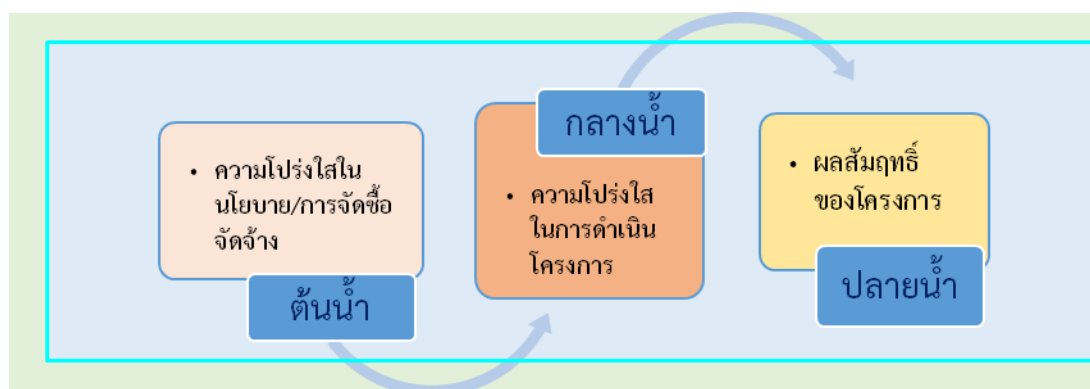 • ความโปร่งใสใน
นโยบาย/การจัดซื้อ
จัดจ้าง
ต้นน้ำ
กลางน้ำ
• ความโปร่งใส
ในการดำเนิน
โครงการ
• ผลสัมฤทธิ์
ของโครงการ
ปลายน้ำ